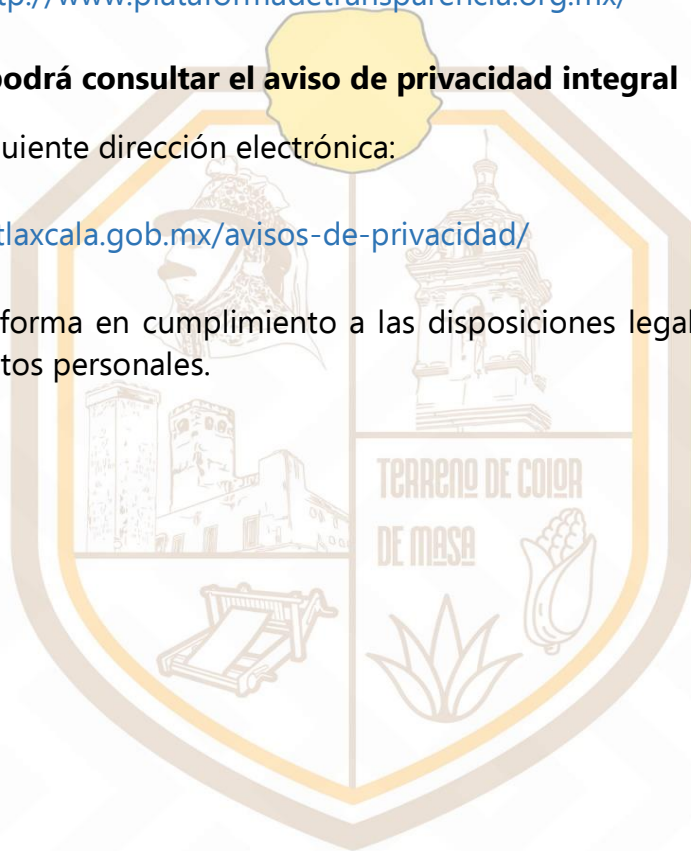 tp://www.plataformadetransparencia.org.mx/
podrá consultar el aviso de privacidad integral
uiente dirección electrónica:
tlaxcala.gob.mx/avisos-de-privacidad/
forma en cumplimiento a las disposiciones legal
tos personales.
TERRENO DE COLOR
DE MASA